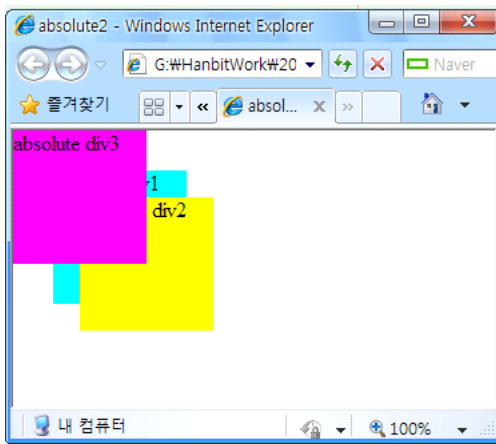 absolute2 - Windows Internet Explorer
G:₩HanbitWork₩20
Naver
즐겨찾기
«
absol...
»
absolute div3
v1
div2
내 컴퓨터
100%